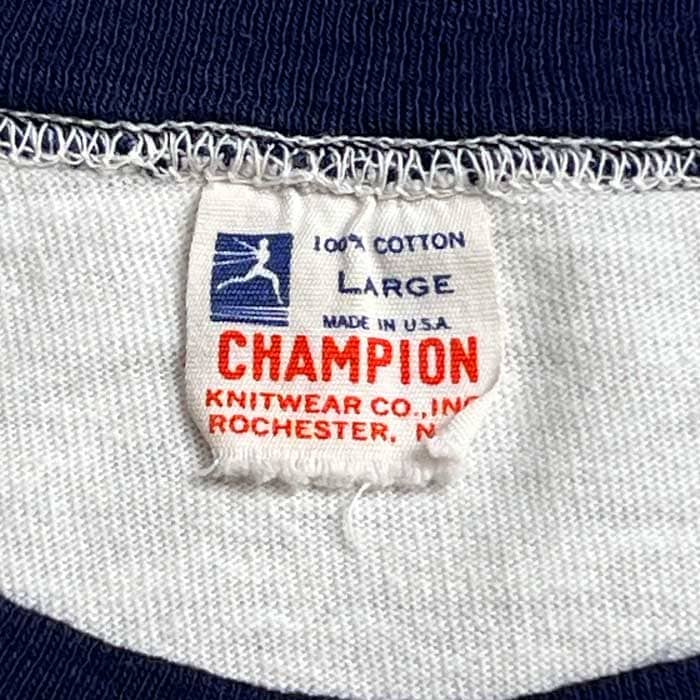 100% COTTON
LARGE
MADE IN U.S.A
CHAMPION
KNITWEAR CO., INC
ROCHESTER, N